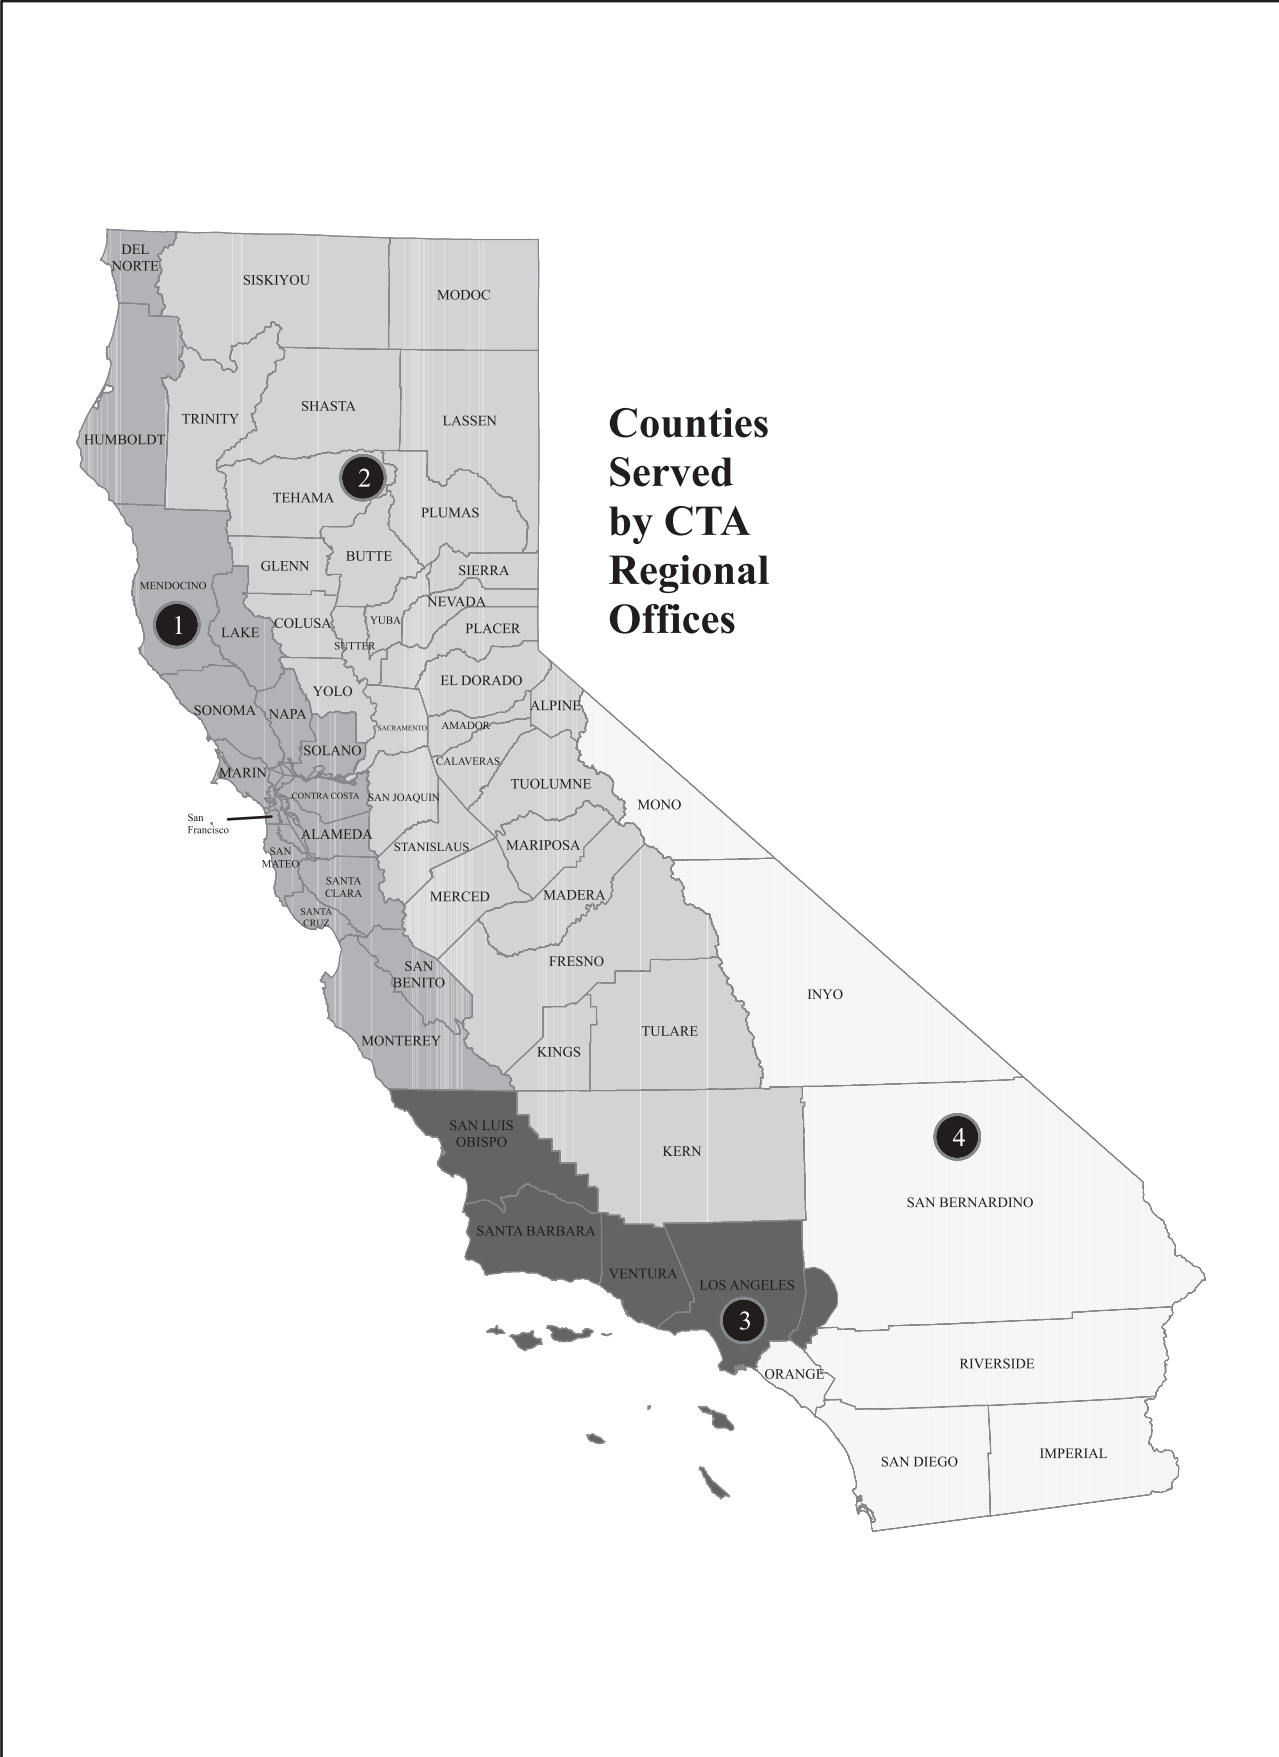 DEL
NORTE
SISKIYOU
MODOC
Counties
Served
by CTA
Regional
Offices
SHASTA
TRINITY
LASSEN
HUMBOLDT
2
TEHAMA
PLUMAS
BUTTE
GLENN
SIERRA
MENDOCINO
NEVADA
1
COLUSA
YUBA
PLACER
LAKE
SUTTER
EL DORADO
YOLO
ALPINE
SONOMA
NAPA
SACRAMENTO
AMADOR
SOLANO
CALAVERAS
MARIN
TUOLUMNE
CONTRA COSTA
SAN JOAQUIN
MONO
San
Francisco
ALAMEDA
STANISLAUS
MARIPOSA
SAN
MATEO
SANTA
CLARA
MERCED
MADERA
SANTA
CRUZ
FRESNO
SAN
BENITO
INYO
TULARE
MONTEREY
KINGS
SAN LUIS
OBISPO
4
KERN
SAN BERNARDINO
SANTA BARBARA
VENTURA
LOS ANGELES
3
RIVERSIDE
ORANGE
SAN DIEGO
IMPERIAL